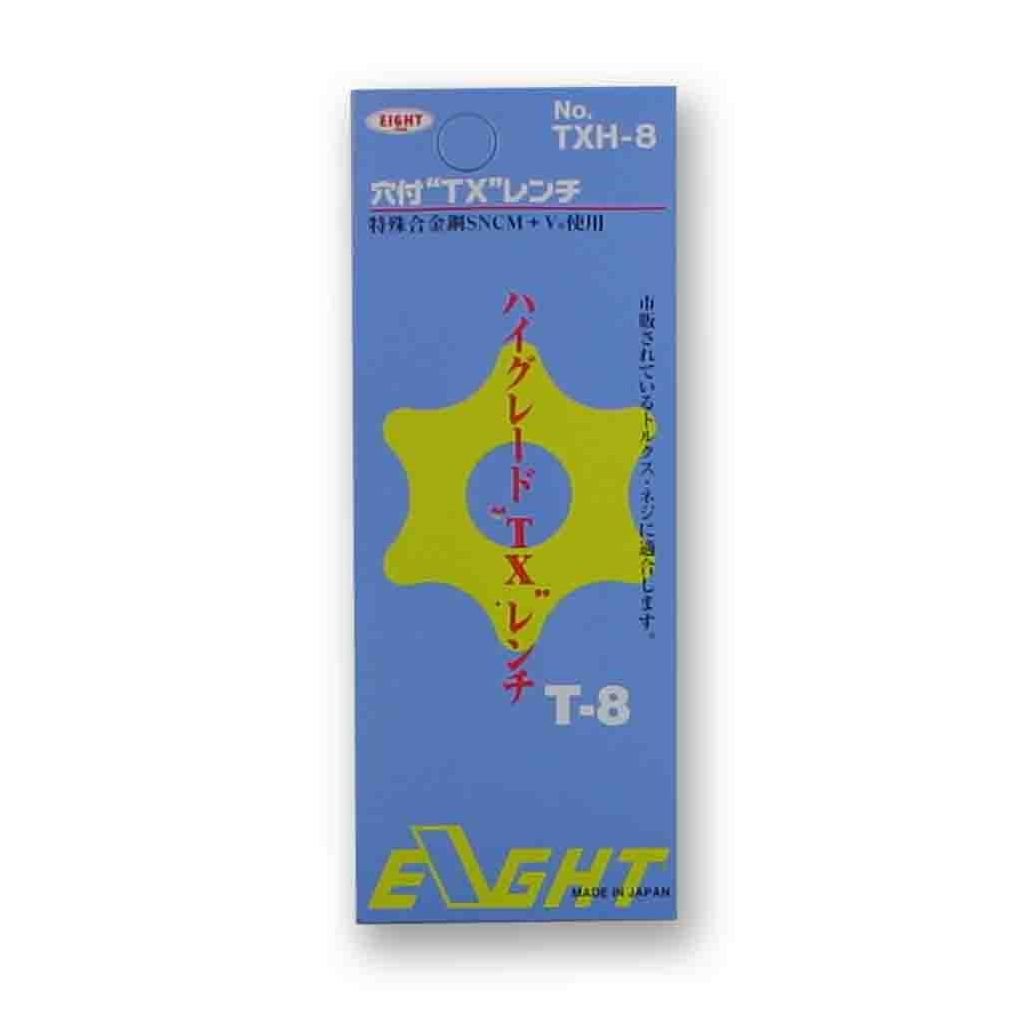 EIGHT
No.
TXH-8
穴付“TX”レンチ
特殊合金鋼SNCM+V。使用
ハイグレード“TX”レンチ
市販されているトルクス・ネジに適合します。
T-8
EIGHT
MADE IN JAPAN